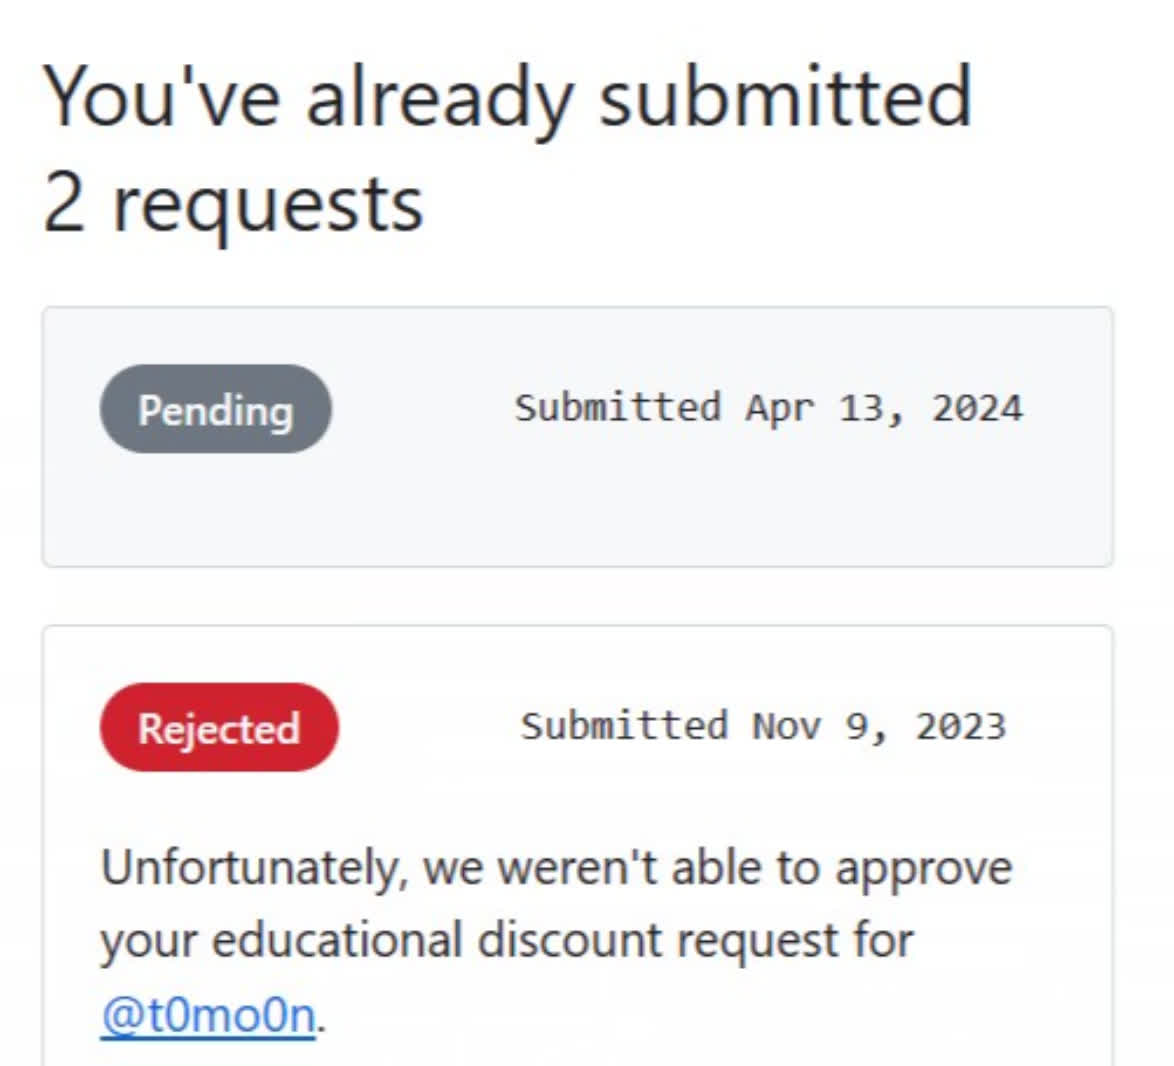 You've already submitted
2 requests
Pending
Submitted Apr 13, 2024
Rejected
Submitted Nov 9, 2023
Unfortunately, we weren't able to approve
your educational discount request for
@t0mo0n.